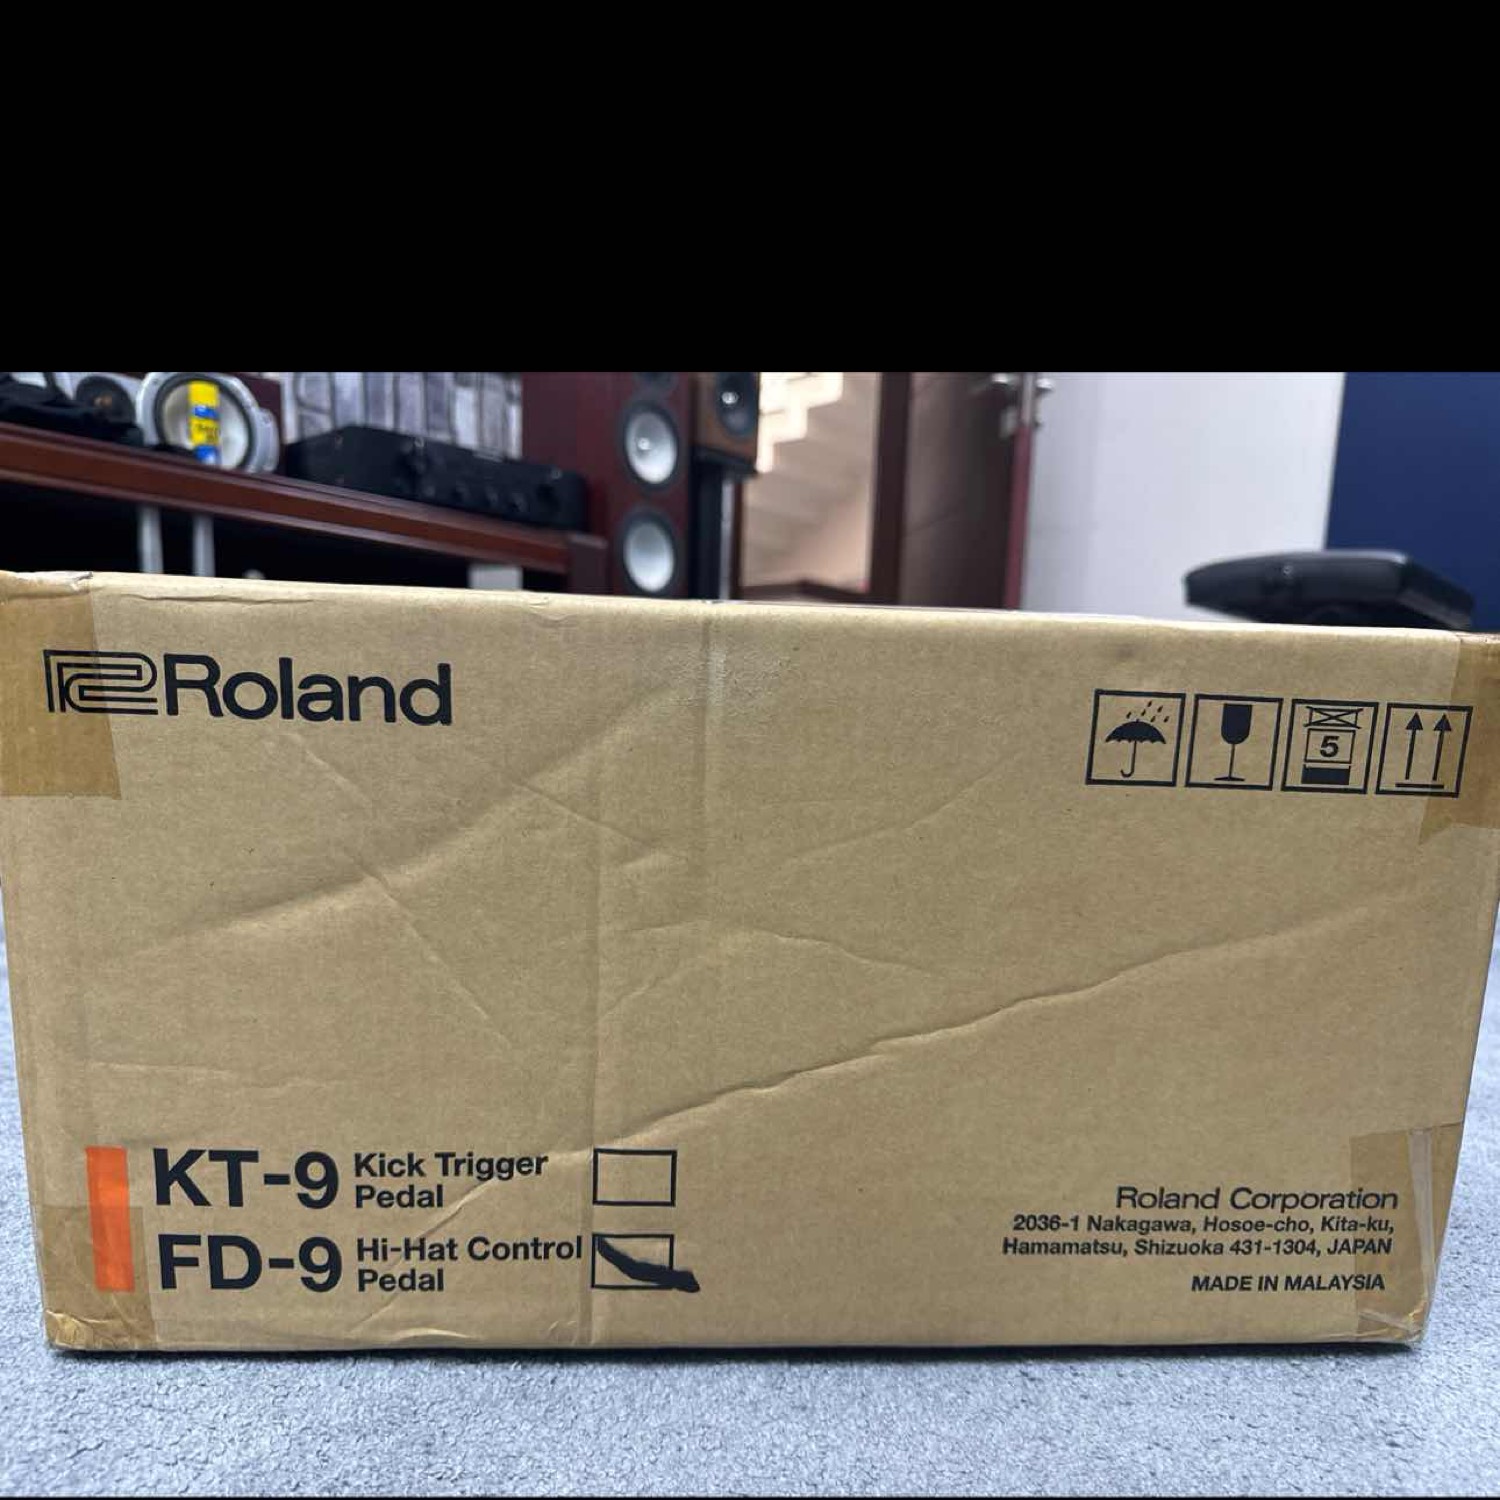 Roland
5
KT-9 Kick Trigger
Pedal
FD-9 Hi-Hat Control
Pedal
Roland Corporation
2036-1 Nakagawa, Hosoe-cho, Kita-ku,
Hamamatsu, Shizuoka 431-1304, JAPAN
MADE IN MALAYSIA